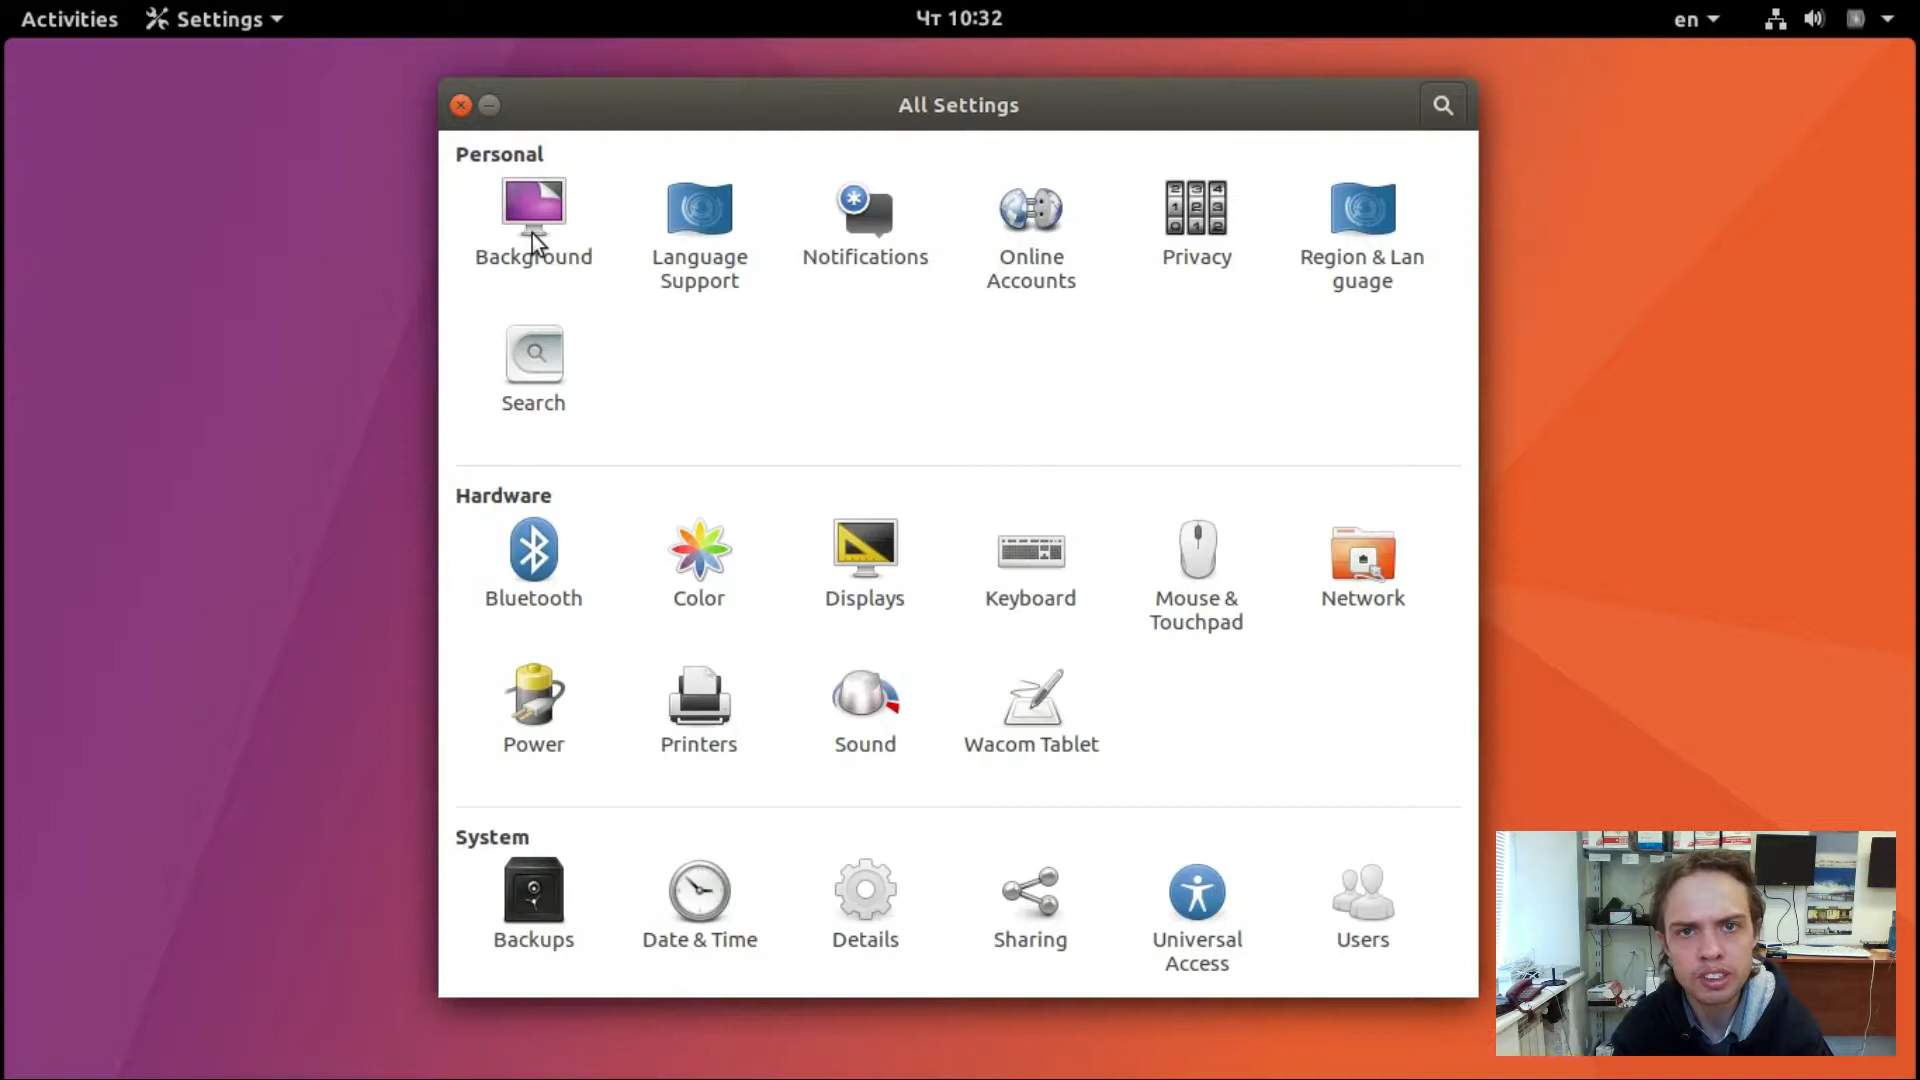 Activities Settings Чт 10:32 en
All Settings
Personal
Background Language Support Notifications Online Accounts Privacy Region & Lan guage
Search
Hardware
Bluetooth Color Displays Keyboard Mouse & Touchpad Network
Power Printers Sound Wacom Tablet
System
Backups Date & Time Details Sharing Universal Access Users